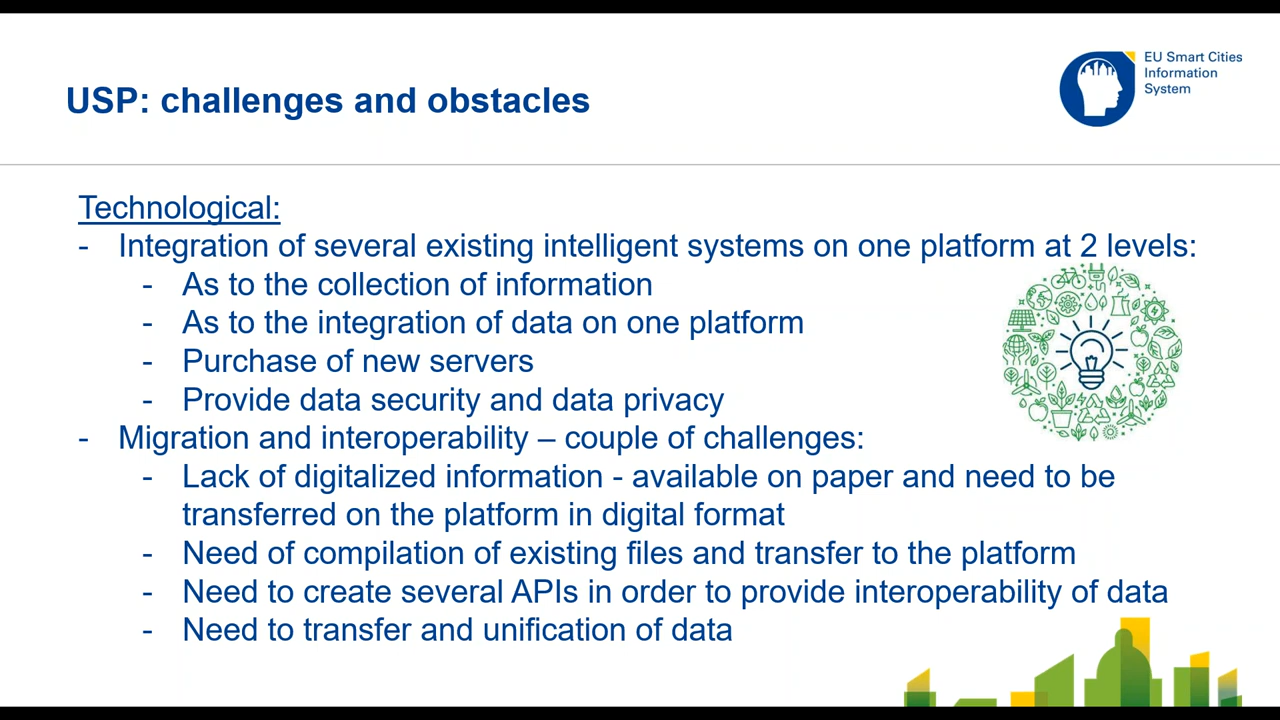 USP: challenges and obstacles
EU Smart Cities
Information
System
Technological:
- Integration of several existing intelligent systems on one platform at 2 levels:
- As to the collection of information
- As to the integration of data on one platform
- Purchase of new servers
- Provide data security and data privacy
- Migration and interoperability – couple of challenges:
- Lack of digitalized information - available on paper and need to be
transferred on the platform in digital format
- Need of compilation of existing files and transfer to the platform
- Need to create several APIs in order to provide interoperability of data
- Need to transfer and unification of data